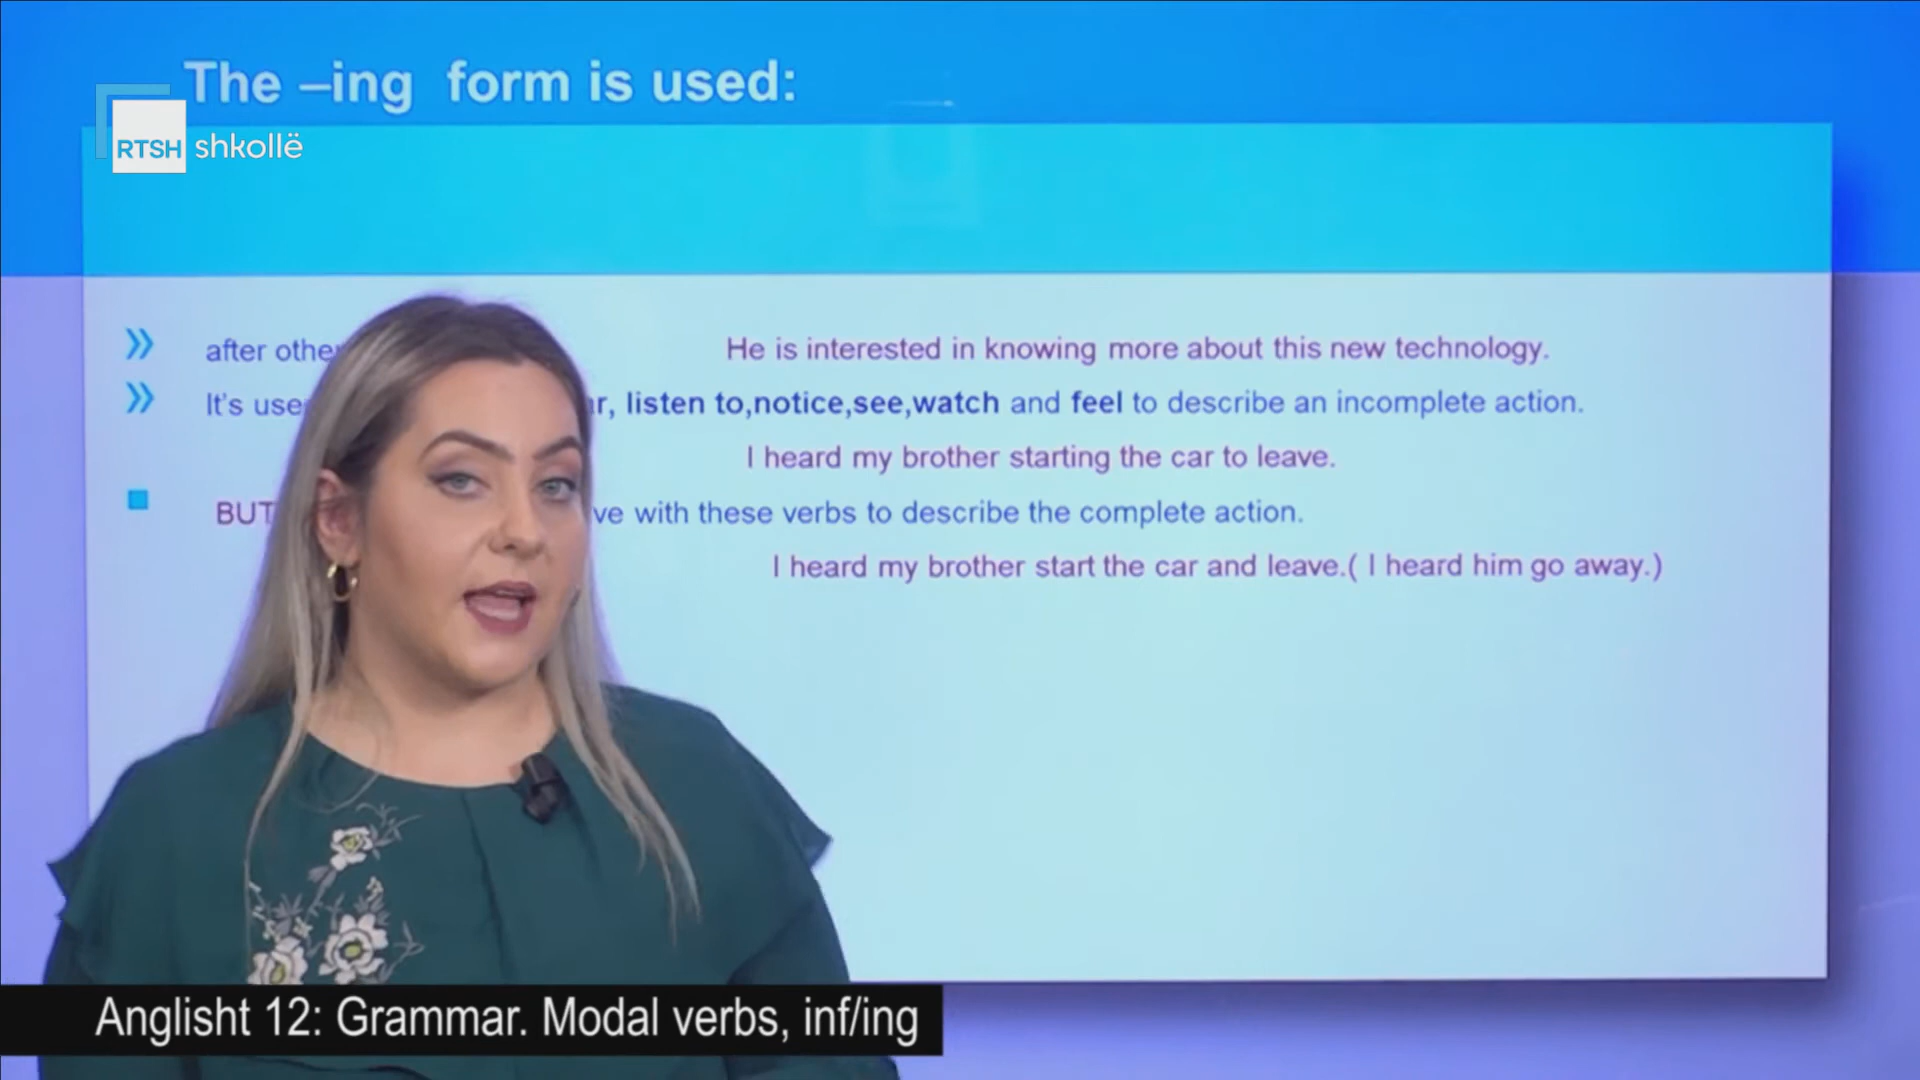 The –ing form is used:
RTSH shkollë
after othe
He is interested in knowing more about this new technology.
It's use
r, listen to,notice,see,watch and feel to describe an incomplete action.
I heard my brother starting the car to leave.
BUT
ve with these verbs to describe the complete action.
I heard my brother start the car and leave.( I heard him go away.)
Anglisht 12: Grammar. Modal verbs, inf/ing